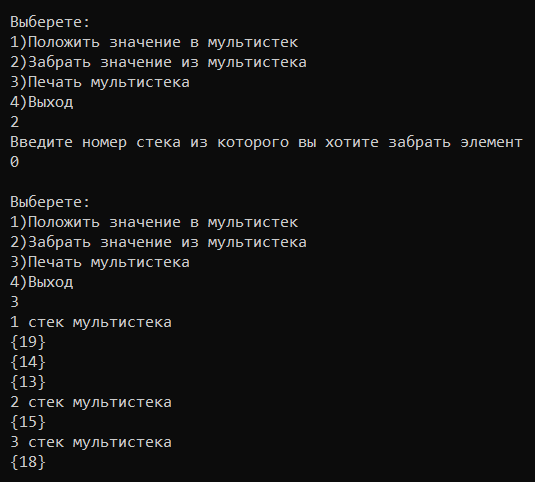 Выберете:
1)Положить значение в мультистек
2)Забрать значение из мультистека
3)Печать мультистека
4)Выход
2
Введите номер стека из которого вы хотите забрать элемент
0
Выберете:
1)Положить значение в мультистек
2)Забрать значение из мультистека
3)Печать мультистека
4)Выход
3
1 стек мультистека
{19}
{14}
{13}
2 стек мультистека
{15}
3 стек мультистека
{18}